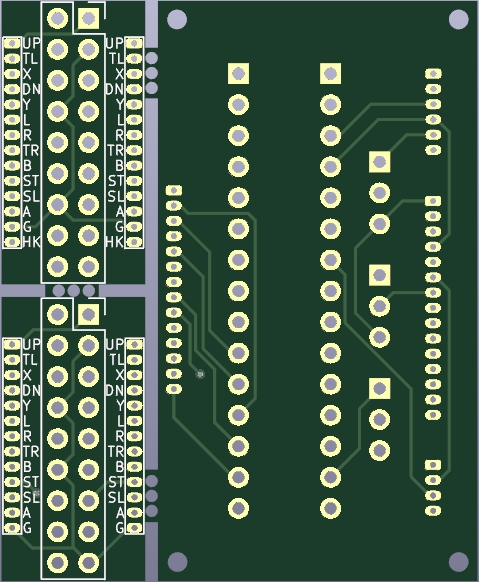 UP UP
TL TL
X X
DN DN
Y Y
L L
R R
TR TR
B B
ST ST
SL SL
A A
G G
HK HK
UP UP
TL TL
X X
DN DN
Y Y
L L
R R
TR TR
B B
ST ST
SL SL
A A
G G